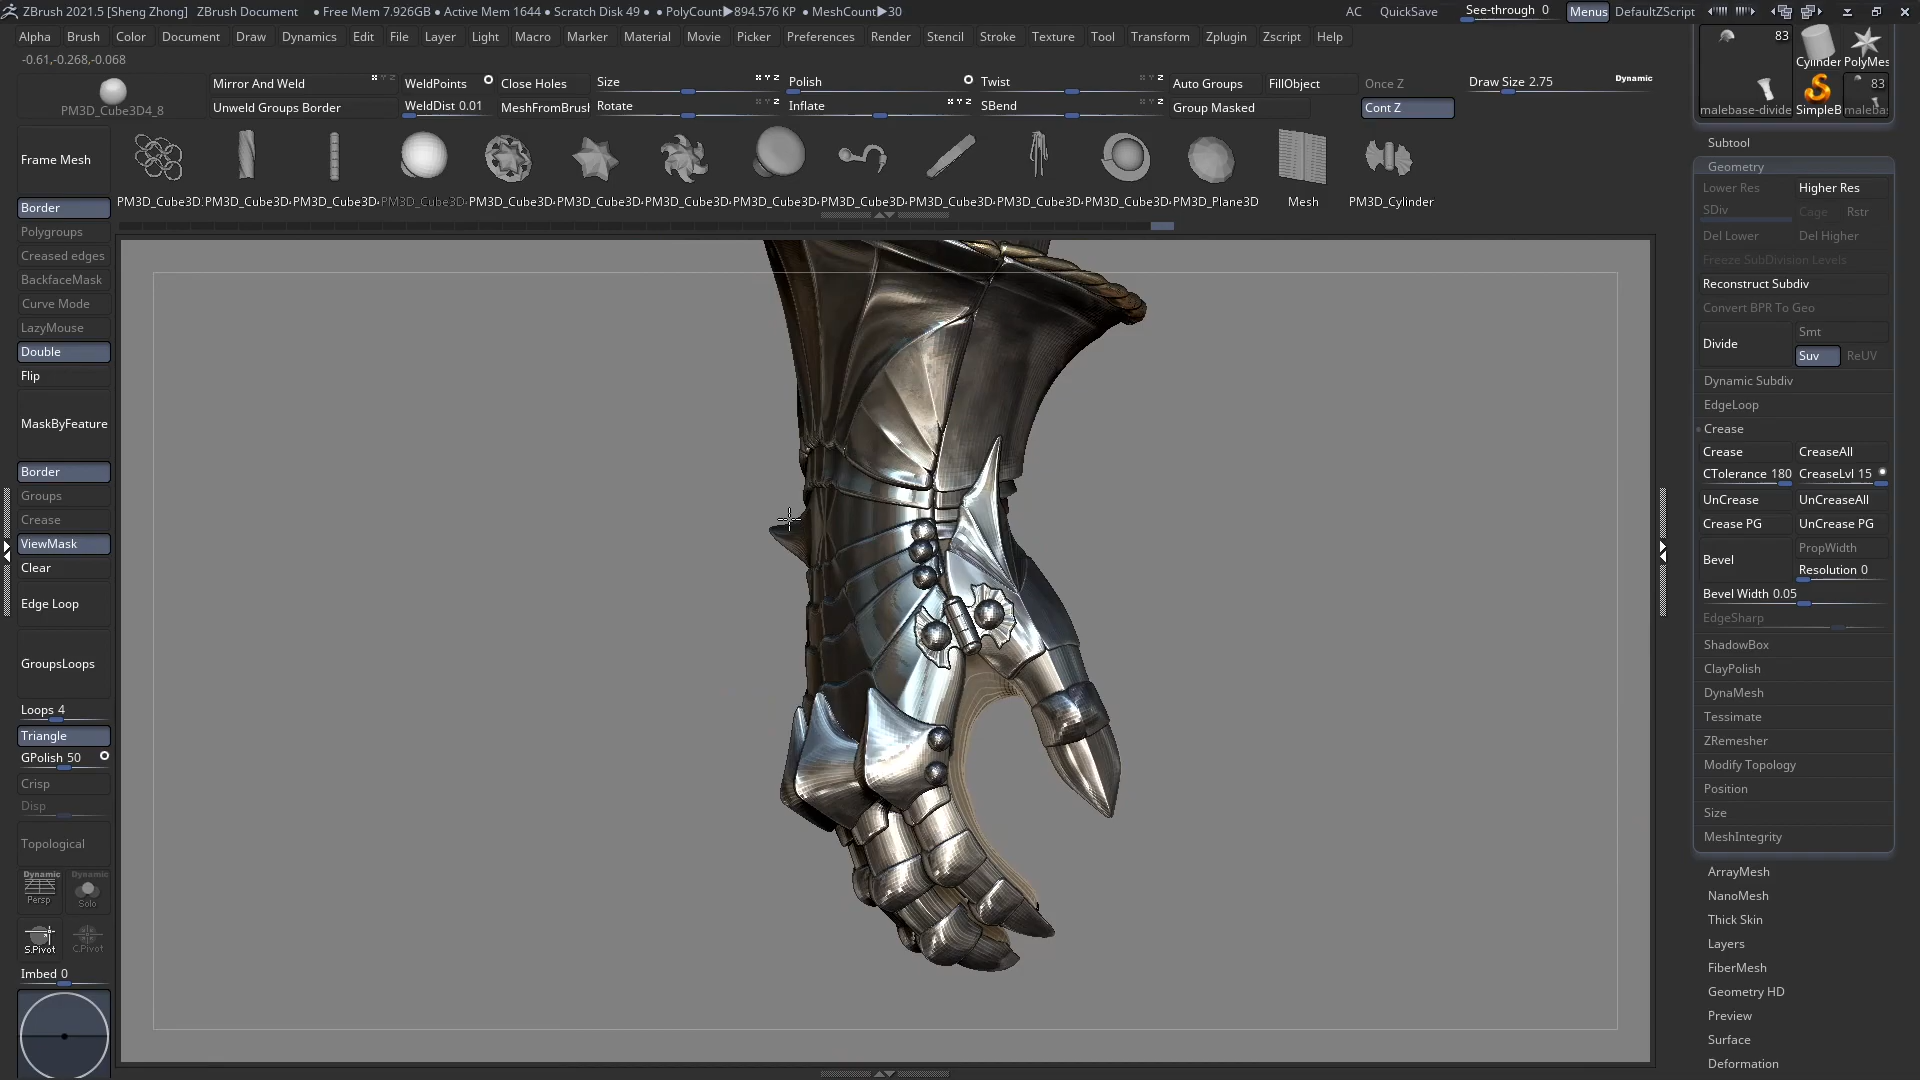 ZBrush 2021.5 [Sheng Zhong] ZBrush Document • Free Mem 7.926GB • Active Mem 1644 • Scratch Disk 49 • • PolyCount▶894.576 KP • MeshCount▶30 AC QuickSave See-through 0 Menus DefaultZScript
Alpha Brush Color Document Draw Dynamics Edit File Layer Light Macro Marker Material Movie Picker Preferences Render Stencil Stroke Texture Tool Transform Zplugin Zscript Help
-0.61,-0.268,-0.068
PM3D_Cube3D4_8
Mirror And Weld WeldPoints Close Holes Size Polish Twist Auto Groups FillObject Once Z Draw Size 2.75 Dynamic
Unweld Groups Border WeldDist 0.01 MeshFromBrus Rotate Inflate SBend Group Masked Cont Z
83 Cylinder PolyMes
83
malebase-divide SimpleB maleba
PM3D_Cube3D PM3D_Cube3D PM3D_Cube3D PM3D_Cube3D PM3D_Cube3D PM3D_Cube3D PM3D_Cube3D PM3D_Cube3D PM3D_Cube3D PM3D_Cube3D PM3D_Cube3D PM3D_Cube3D PM3D_Plane3D Mesh PM3D_Cylinder
Frame Mesh
Border
Polygroups
Creased edges
BackfaceMask
Curve Mode
LazyMouse
Double
Flip
MaskByFeature
Border
Groups
Crease
ViewMask
Clear
Edge Loop
GroupsLoops
Loops 4
Triangle
GPolish 50
Crisp
Disp
Topological
Dynamic Dynamic
Persp Solo
S.Pivot C.Pivot
Imbed 0
Subtool
Geometry
Lower Res Higher Res
SDiv Cage Rstr
Del Lower Del Higher
Freeze SubDivision Levels
Reconstruct Subdiv
Convert BPR To Geo
Divide Smt
Suv ReUV
Dynamic Subdiv
EdgeLoop
Crease
Crease CreaseAll
CTolerance 180 CreaseLvl 15
UnCrease UnCreaseAll
Crease PG UnCrease PG
Bevel PropWidth
Resolution 0
Bevel Width 0.05
EdgeSharp
ShadowBox
ClayPolish
DynaMesh
Tessimate
ZRemesher
Modify Topology
Position
Size
MeshIntegrity
ArrayMesh
NanoMesh
Thick Skin
Layers
FiberMesh
Geometry HD
Preview
Surface
Deformation